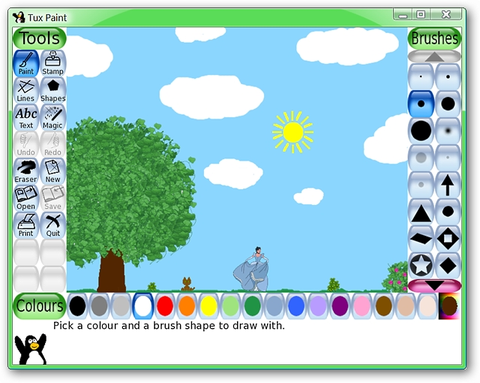 Tux Paint
Tools
Brushes
Paint
Stamp
Lines
Shapes
Abc
Text
Magic
Undo
Redo
Eraser
New
Open
Save
Print
Quit
Colours
Pick a colour and a brush shape to draw with.